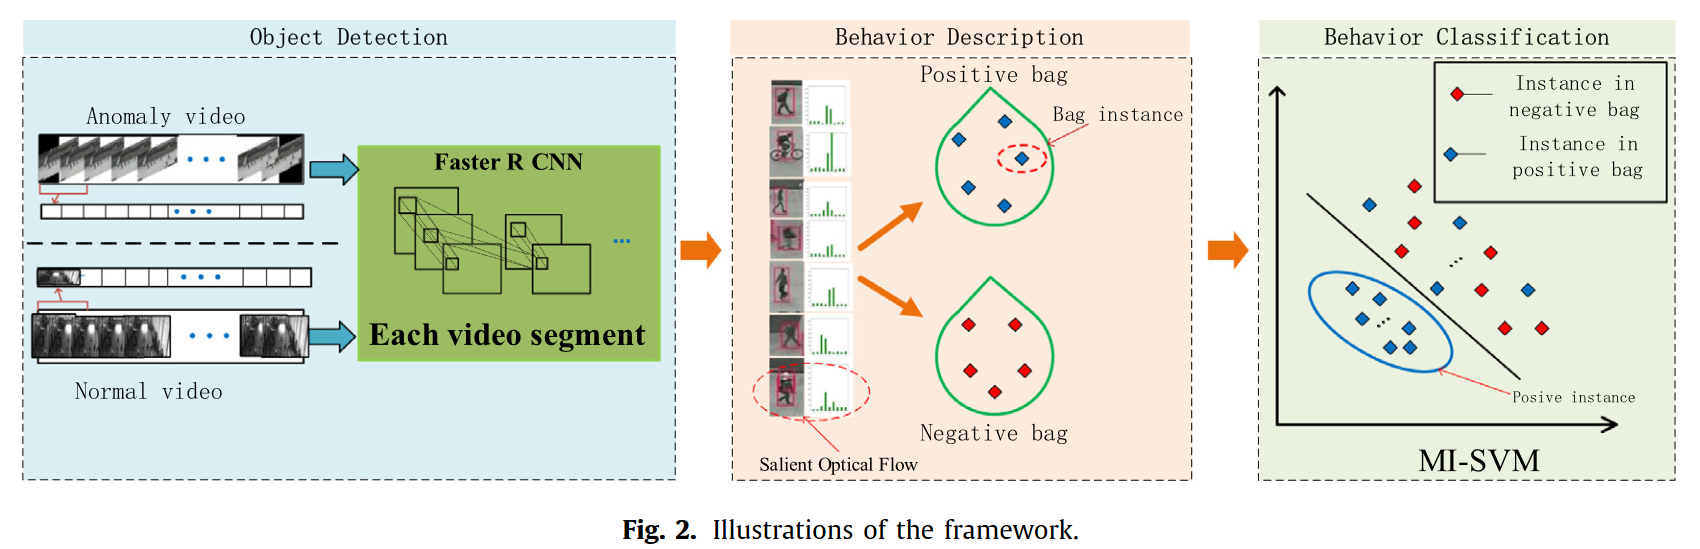 Object Detection
Anomaly video
Faster R CNN
Each video segment
Normal video
Behavior Description
Positive bag
Bag instance
Negative bag
Salient Optical Flow
Behavior Classification
Instance in
negative bag
Instance in
positive bag
Posive instance
MI-SVM
Fig. 2. Illustrations of the framework.